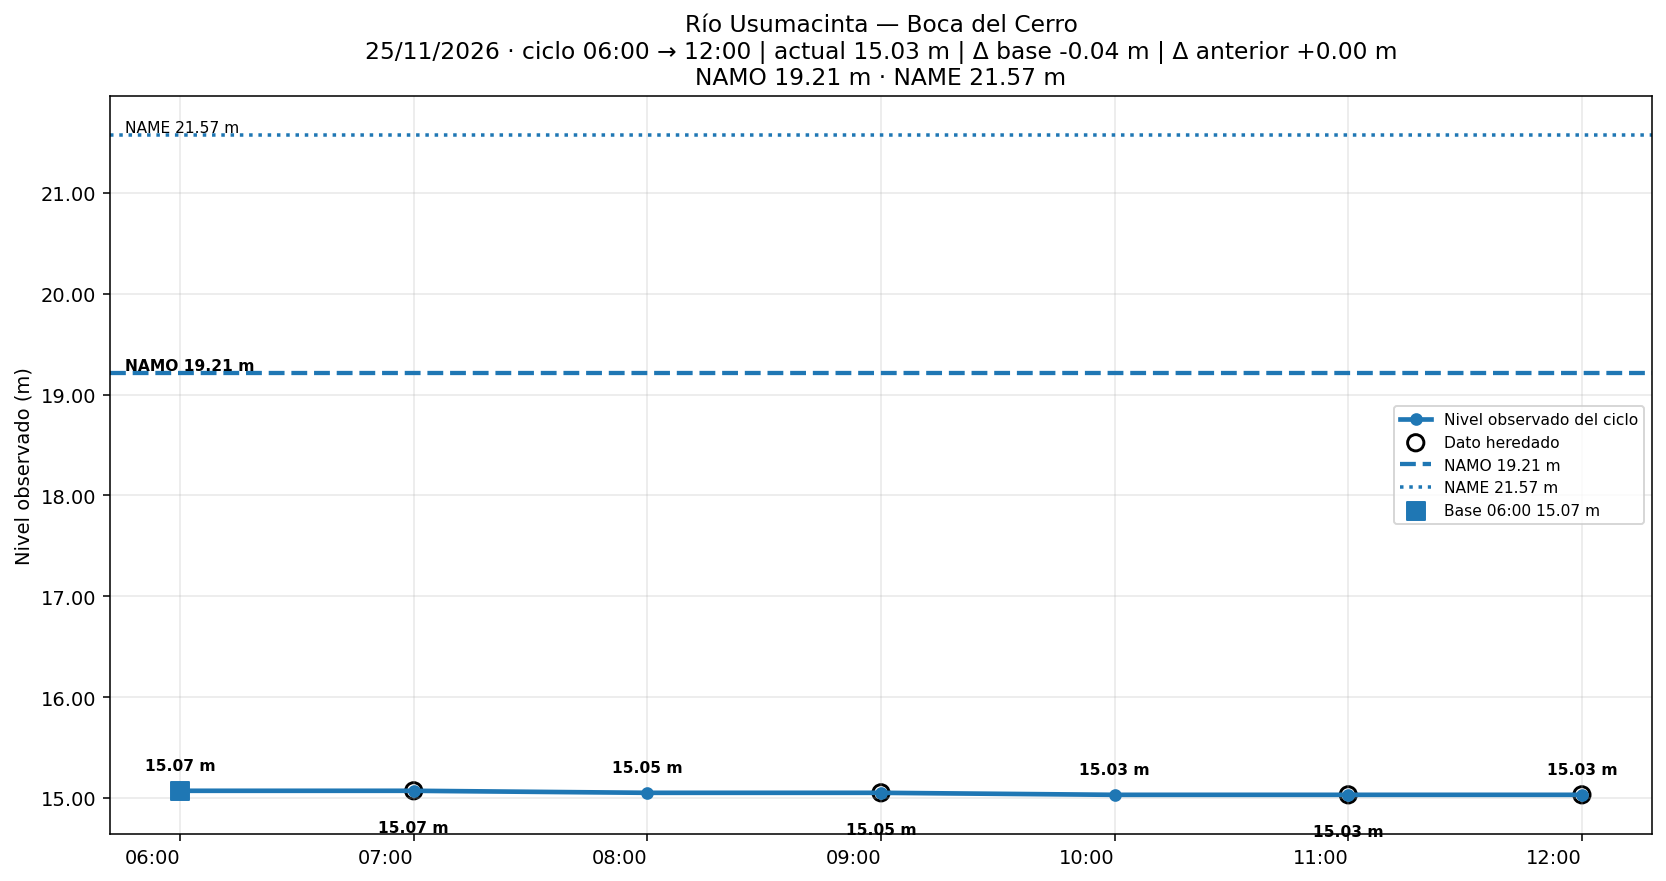 Río Usumacinta — Boca del Cerro
25/11/2026 · ciclo 06:00 → 12:00 | actual 15.03 m | Δ base -0.04 m | Δ anterior +0.00 m
NAMO 19.21 m · NAME 21.57 m
NAME 21.57 m
21.00
20.00
NAMO 19.21 m
19.00
18.00
17.00
16.00
15.00
Nivel observado (m)
Nivel observado del ciclo
Dato heredado
NAMO 19.21 m
NAME 21.57 m
Base 06:00 15.07 m
15.07 m
15.07 m
15.05 m
15.05 m
15.03 m
15.03 m
15.03 m
06:00
07:00
08:00
09:00
10:00
11:00
12:00